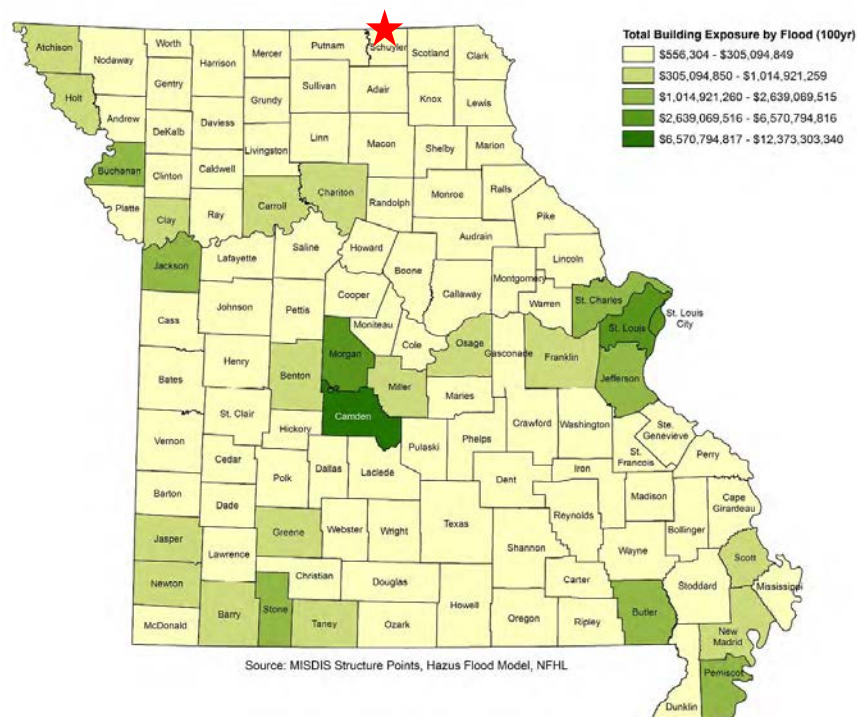 Total Building Exposure by Flood (100yr)
$556,304 - $305,094,849
$305,094,850 - $1,014,921,259
$1,014,921,260 - $2,639,069,515
$2,639,069,516 - $6,570,794,816
$6,570,794,817 - $12,373,303,340
Atchison
Nodaway
Worth
Harrison
Mercer
Putnam
Schuyler
Scotland
Clark
Holt
Gentry
Sullivan
Adair
Knox
Lewis
Andrew
DeKalb
Daviess
Grundy
Linn
Macon
Shelby
Marion
Buchanan
Clinton
Caldwell
Livingston
Chariton
Randolph
Monroe
Ralls
Pike
Platte
Clay
Ray
Carroll
Saline
Howard
Boone
Audrain
Lincoln
Jackson
Lafayette
Cooper
Callaway
Montgomery
Warren
St. Charles
St. Louis
St. Louis
City
Cass
Johnson
Pettis
Moniteau
Cole
Osage
Gasconade
Franklin
Jefferson
Bates
Henry
Benton
Morgan
Miller
Maries
Vernon
St. Clair
Hickory
Camden
Pulaski
Phelps
Crawford
Washington
Ste.
Genevieve
St.
Francois
Perry
Barton
Cedar
Polk
Dallas
Laclede
Dent
Iron
Madison
Cape
Girardeau
Dade
Jasper
Greene
Webster
Wright
Texas
Reynolds
Bollinger
Lawrence
Shannon
Wayne
Scott
Newton
Christian
Douglas
Carter
Stoddard
Mississippi
McDonald
Barry
Stone
Taney
Ozark
Howell
Oregon
Ripley
Butler
New
Madrid
Pemiscot
Dunklin
Source: MISDIS Structure Points, Hazus Flood Model, NFHL